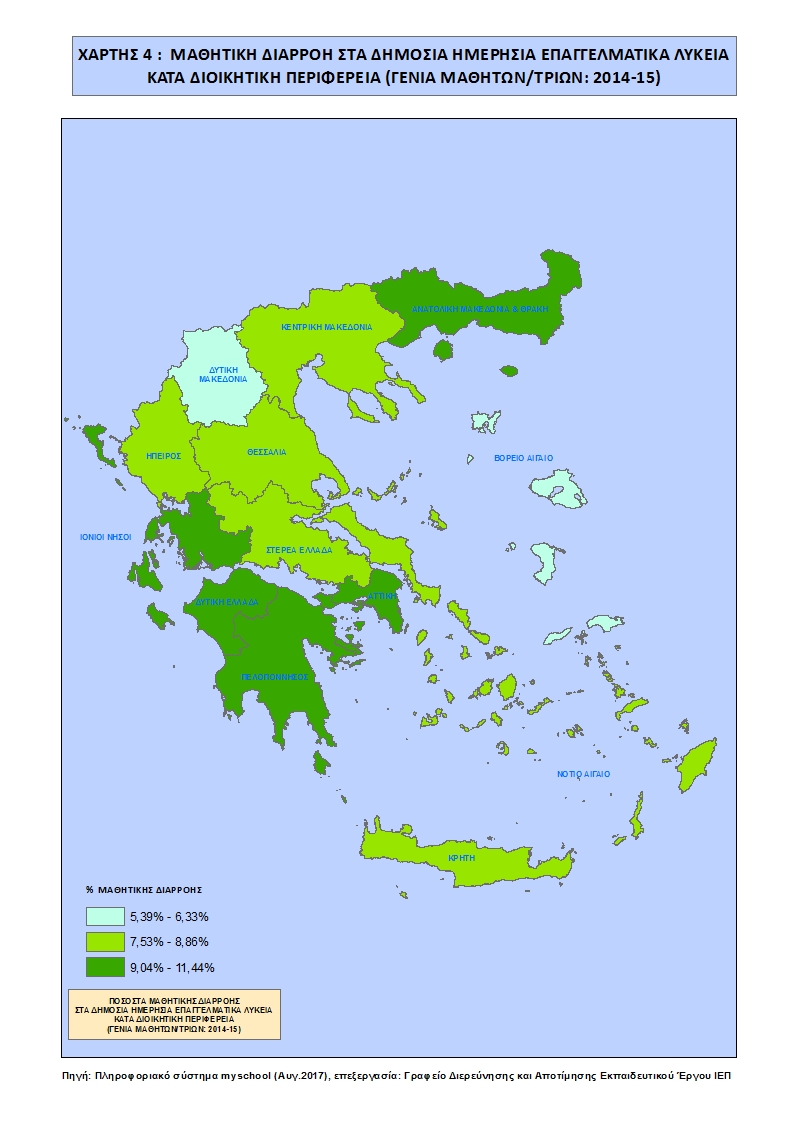 ΧΑΡΤΗΣ 4 : ΜΑΘΗΤΙΚΗ ΔΙΑΡΡΟΗ ΣΤΑ ΔΗΜΟΣΙΑ ΗΜΕΡΗΣΙΑ ΕΠΑΓΓΕΛΜΑΤΙΚΑ ΛΥΚΕΙΑ
ΚΑΤΑ ΔΙΟΙΚΗΤΙΚΗ ΠΕΡΙΦΕΡΕΙΑ (ΓΕΝΙΑ ΜΑΘΗΤΩΝ/ΤΡΙΩΝ: 2014-15)
ΑΝΑΤΟΛΙΚΗ ΜΑΚΕΔΟΝΙΑ & ΘΡΑΚΗ
ΚΕΝΤΡΙΚΗ ΜΑΚΕΔΟΝΙΑ
ΔΥΤΙΚΗ
ΜΑΚΕΔΟΝΙΑ
ΗΠΕΙΡΟΣ
ΘΕΣΣΑΛΙΑ
ΒΟΡΕΙΟ ΑΙΓΑΙΟ
ΙΟΝΙΟΙ ΝΗΣΟΙ
ΣΤΕΡΕΑ ΕΛΛΑΔΑ
ΔΥΤΙΚΗ ΕΛΛΑΔΑ
ΑΤΤΙΚΗ
ΠΕΛΟΠΟΝΝΗΣΟΣ
ΝΟΤΙΟ ΑΙΓΑΙΟ
ΚΡΗΤΗ
% ΜΑΘΗΤΙΚΗΣ ΔΙΑΡΡΟΗΣ
5,39% - 6,33%
7,53% - 8,86%
9,04% - 11,44%
ΠΟΣΟΣΤΑ ΜΑΘΗΤΙΚΗΣ ΔΙΑΡΡΟΗΣ
ΣΤΑ ΔΗΜΟΣΙΑ ΗΜΕΡΗΣΙΑ ΕΠΑΓΓΕΛΜΑΤΙΚΑ ΛΥΚΕΙΑ
ΚΑΤΑ ΔΙΟΙΚΗΤΙΚΗ ΠΕΡΙΦΕΡΕΙΑ
(ΓΕΝΙΑ ΜΑΘΗΤΩΝ/ΤΡΙΩΝ: 2014-15)
Πηγή: Πληροφοριακό σύστημα myschool (Αυγ.2017), επεξεργασία: Γραφείο Διερεύνησης και Αποτίμησης Εκπαιδευτικού Έργου ΙΕΠ